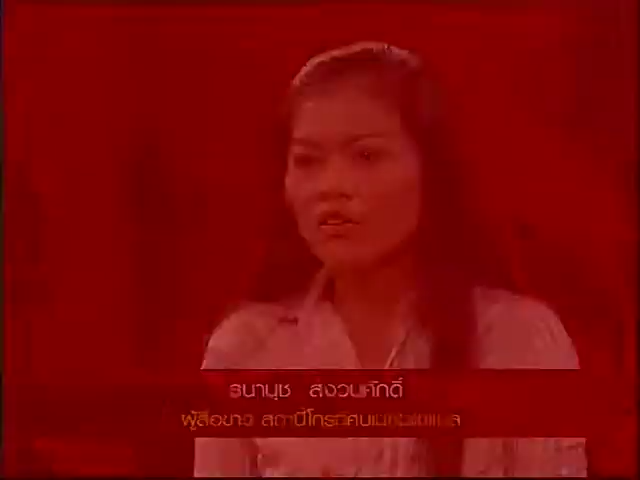 ธนานุช สงวนศักดิ์
ผู้สื่อข่าว สถานีโทรทัศน์